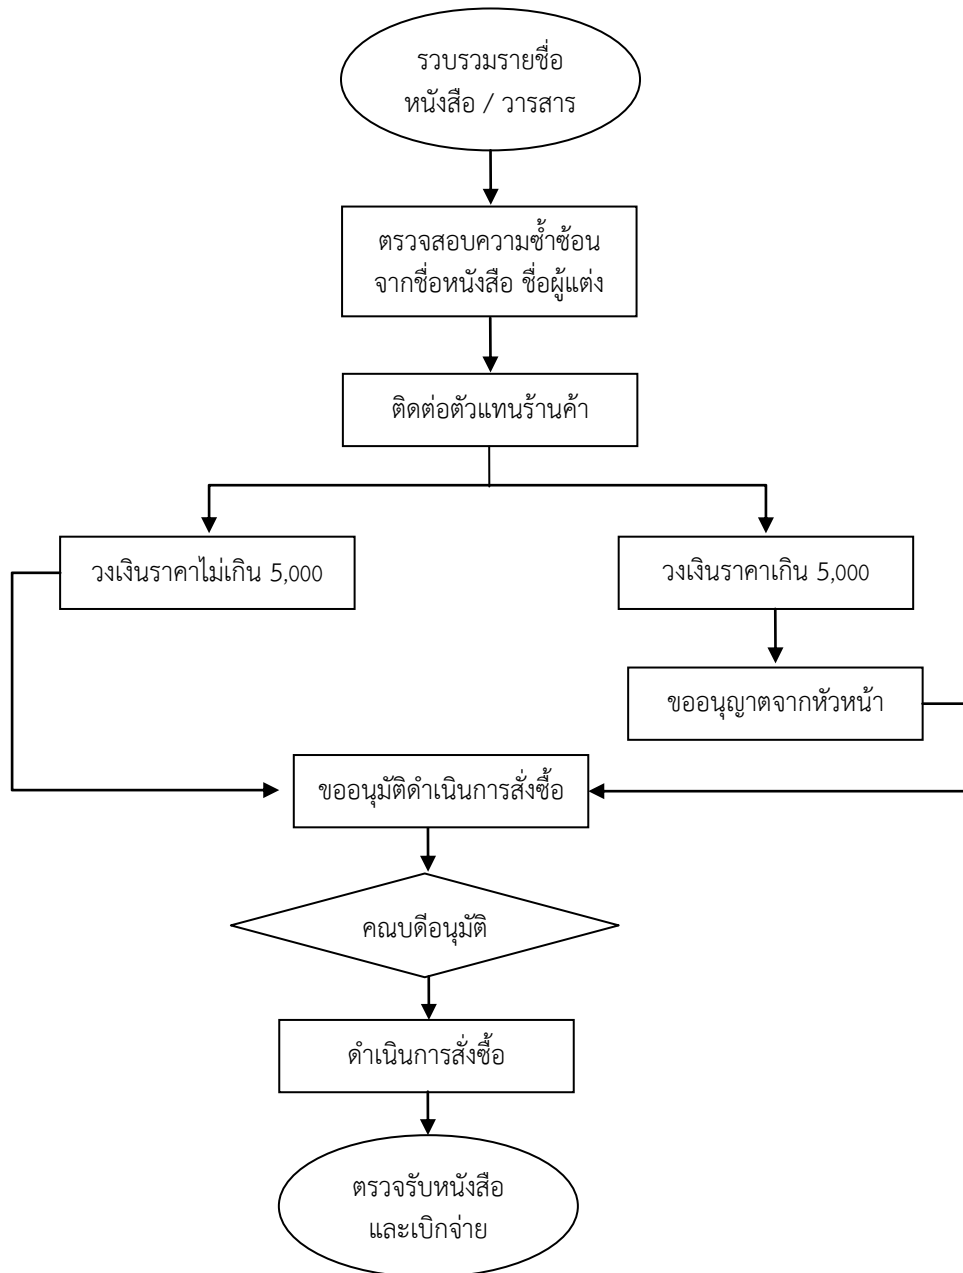 รวบรวมรายชื่อ
หนังสือ / วารสาร
ตรวจสอบความซ้ำซ้อน
จากชื่อหนังสือ ชื่อผู้แต่ง
ติดต่อตัวแทนร้านค้า
วงเงินราคาไม่เกิน 5,000
วงเงินราคาเกิน 5,000
ขออนุญาตจากหัวหน้า
ขออนุมัติดำเนินการสั่งซื้อ
คณบดีอนุมัติ
ดำเนินการสั่งซื้อ
ตรวจรับหนังสือ
และเบิกจ่าย